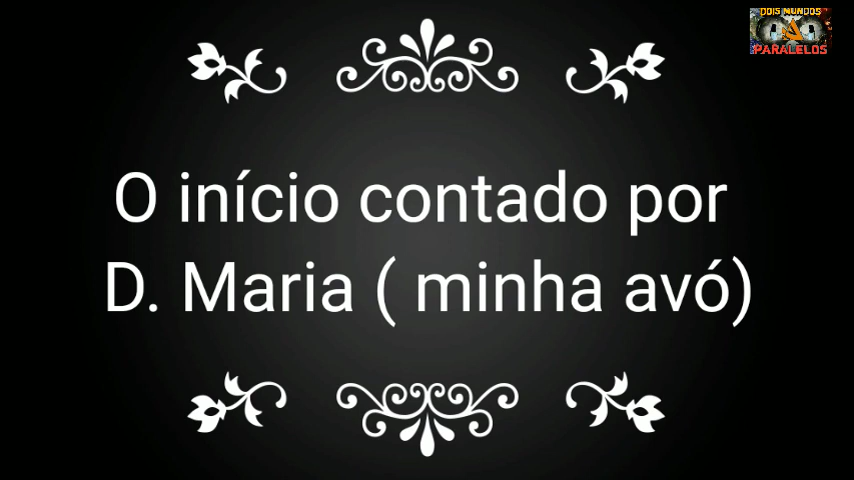 DOIS MUNDOS
PARALELOS
O início contado por
D. Maria ( minha avó)